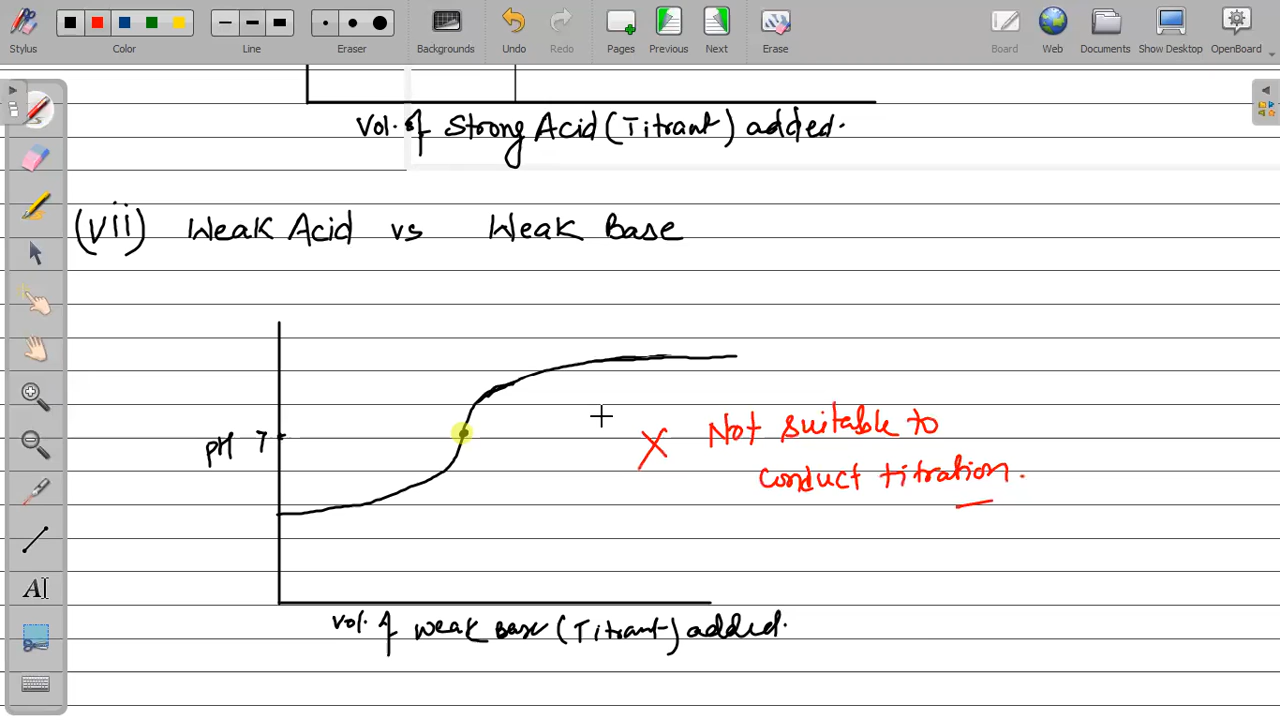 Stylus
Color
Line
Eraser
Backgrounds
Undo
Redo
Pages
Previous
Next
Erase
Board
Web
Documents
Show Desktop
OpenBoard
Vol. of Strong Acid (Titrant) added.
(vii) Weak Acid vs Weak Base
pH 7
X Not suitable to
conduct titration.
Vol. of weak base (Titrant) added.
AI